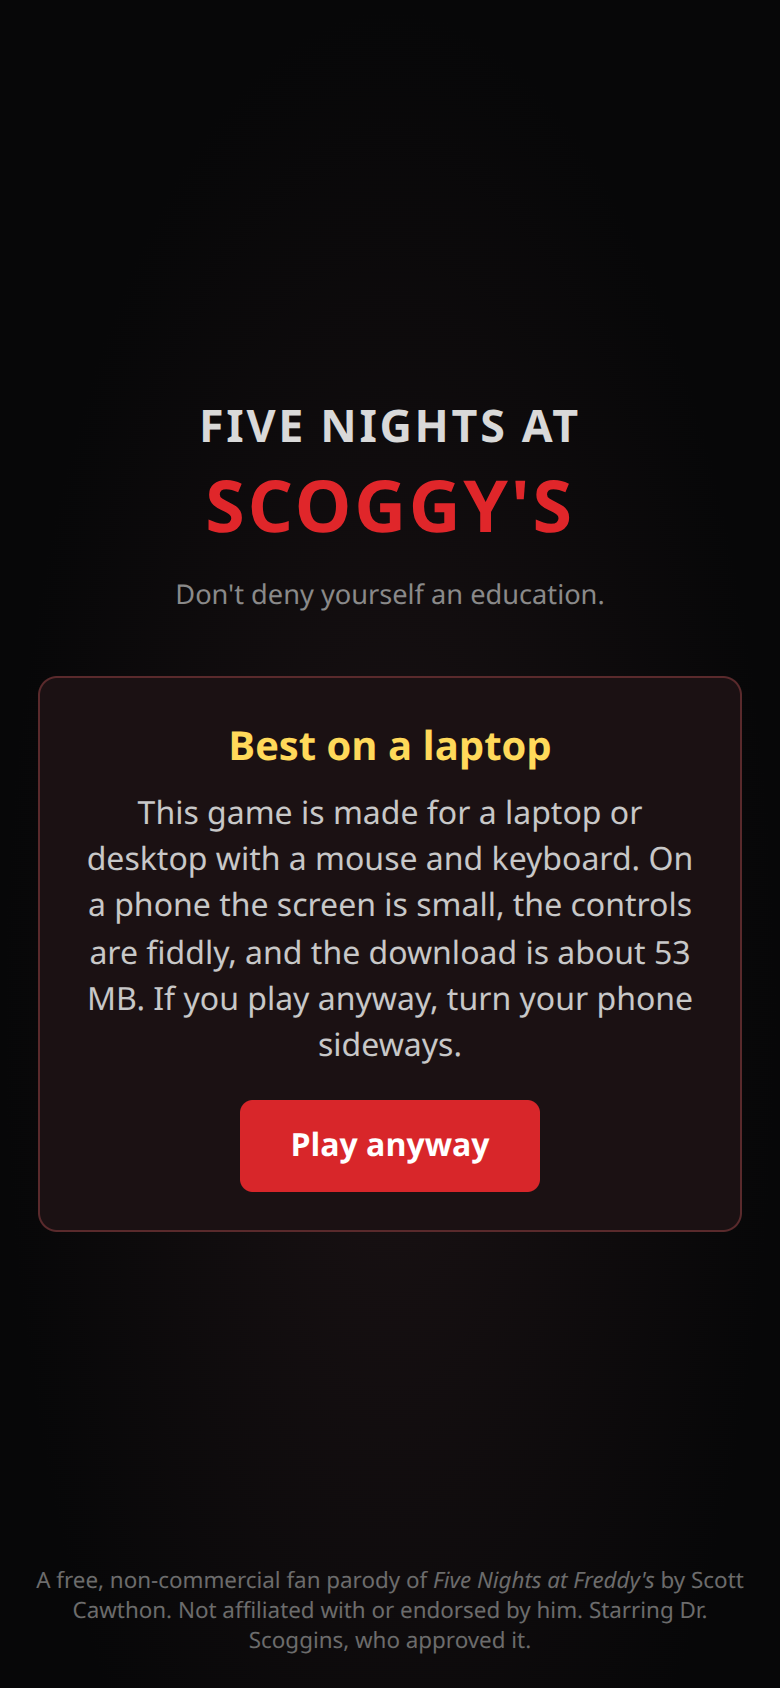 FIVE NIGHTS AT
SCOGGY'S
Don't deny yourself an education.
Best on a laptop
This game is made for a laptop or
desktop with a mouse and keyboard. On
a phone the screen is small, the controls
are fiddly, and the download is about 53
MB. If you play anyway, turn your phone
sideways.
Play anyway
A free, non-commercial fan parody of Five Nights at Freddy's by Scott
Cawthon. Not affiliated with or endorsed by him. Starring Dr.
Scoggins, who approved it.